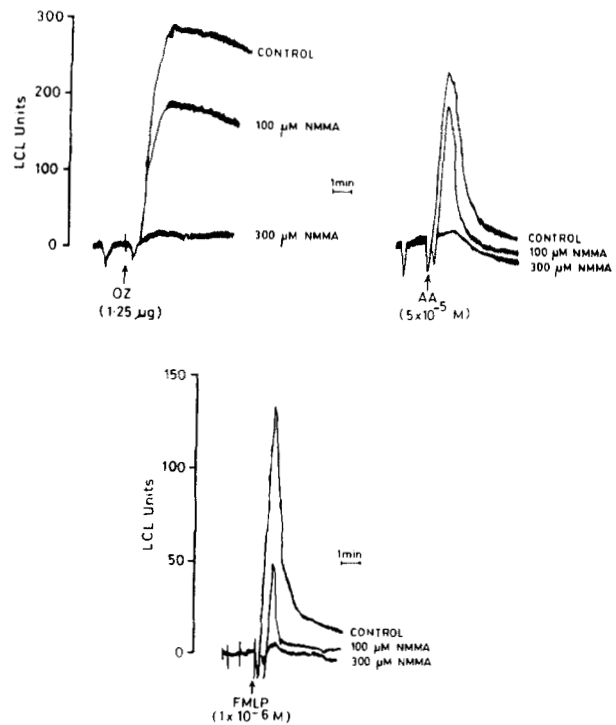 LCL Units
300
200
100
0
CONTROL
100 µM NMMA
300 µM NMMA
OZ
(1·25 µg)
1min
CONTROL
100 µM NMMA
300 µM NMMA
AA
(5x10⁻⁵ M)
LCL Units
150
100
50
0
1min
CONTROL
100 µM NMMA
300 µM NMMA
FMLP
(1x10⁻⁶ M)